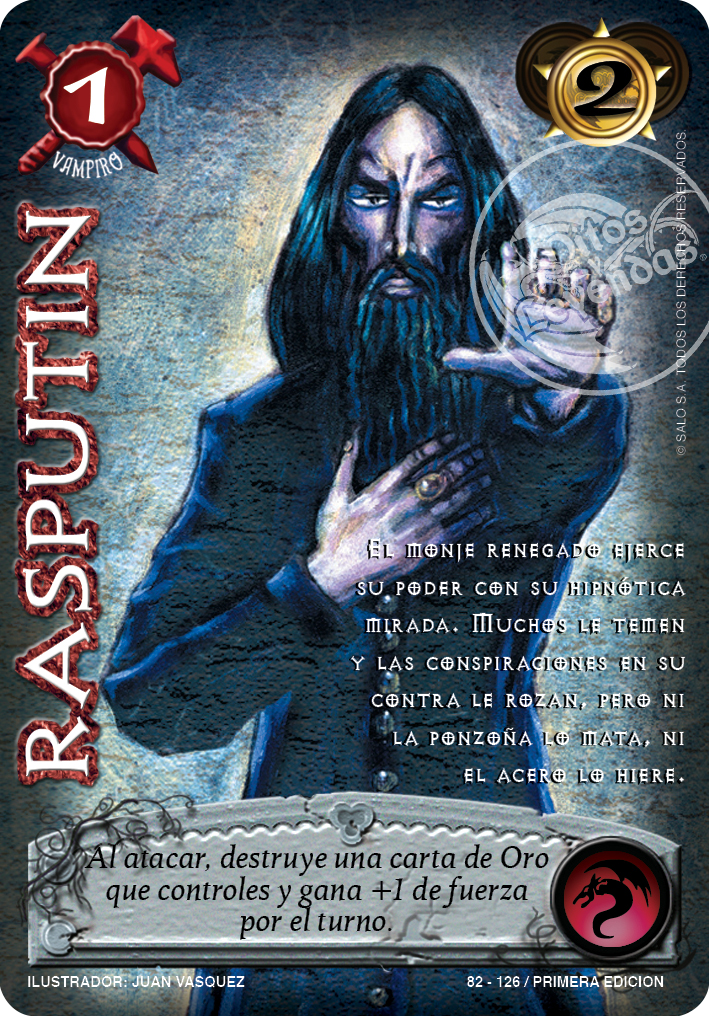 1
VAMPIRO
2
RASPUTIN
Mitos y Leyendas
© SALO S.A. TODOS LOS DERECHOS RESERVADOS
El monje renegado ejerce
su poder con su hipnótica
mirada. Muchos le temen
y las conspiraciones en su
contra le rozan, pero ni
la ponzoña lo mata, ni
el acero lo hiere.
Al atacar, destruye una carta de Oro
que controles y gana +1 de fuerza
por el turno.
ILUSTRADOR: JUAN VASQUEZ
82 - 126 / PRIMERA EDICION